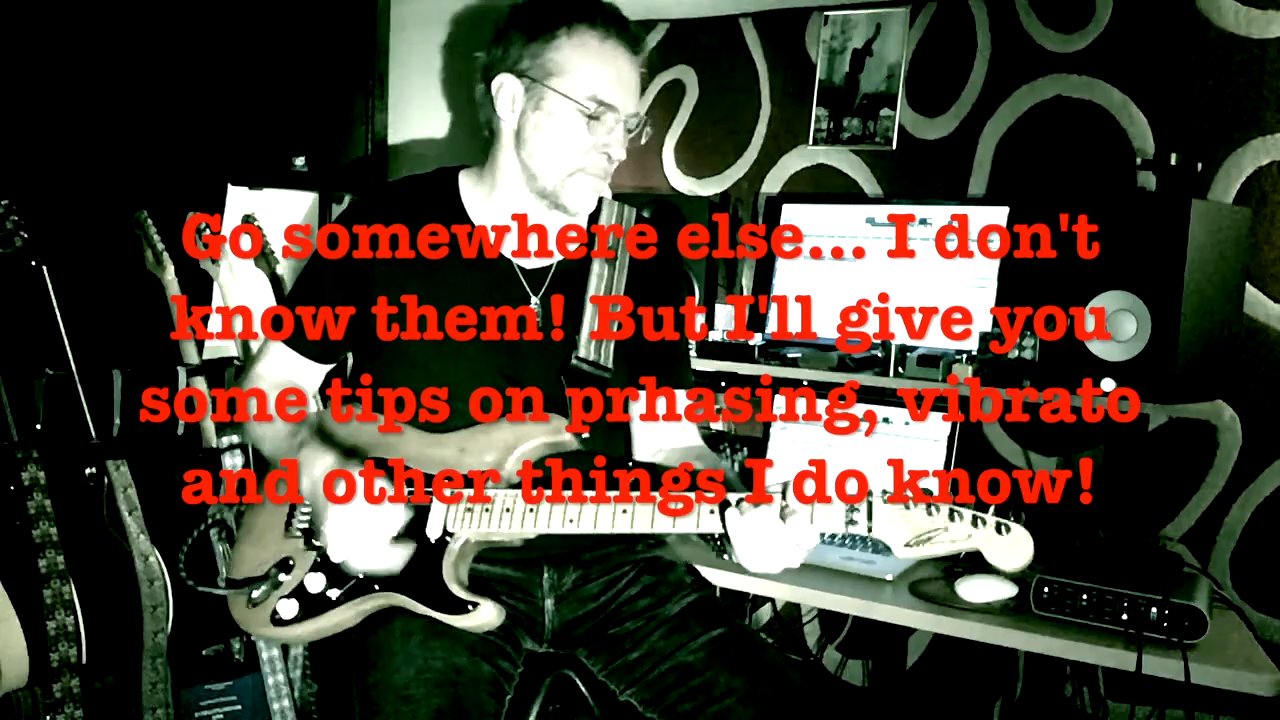 Go somewhere else... I don't
know them! But I'll give you
some tips on prhasing, vibrato
and other things I do know!